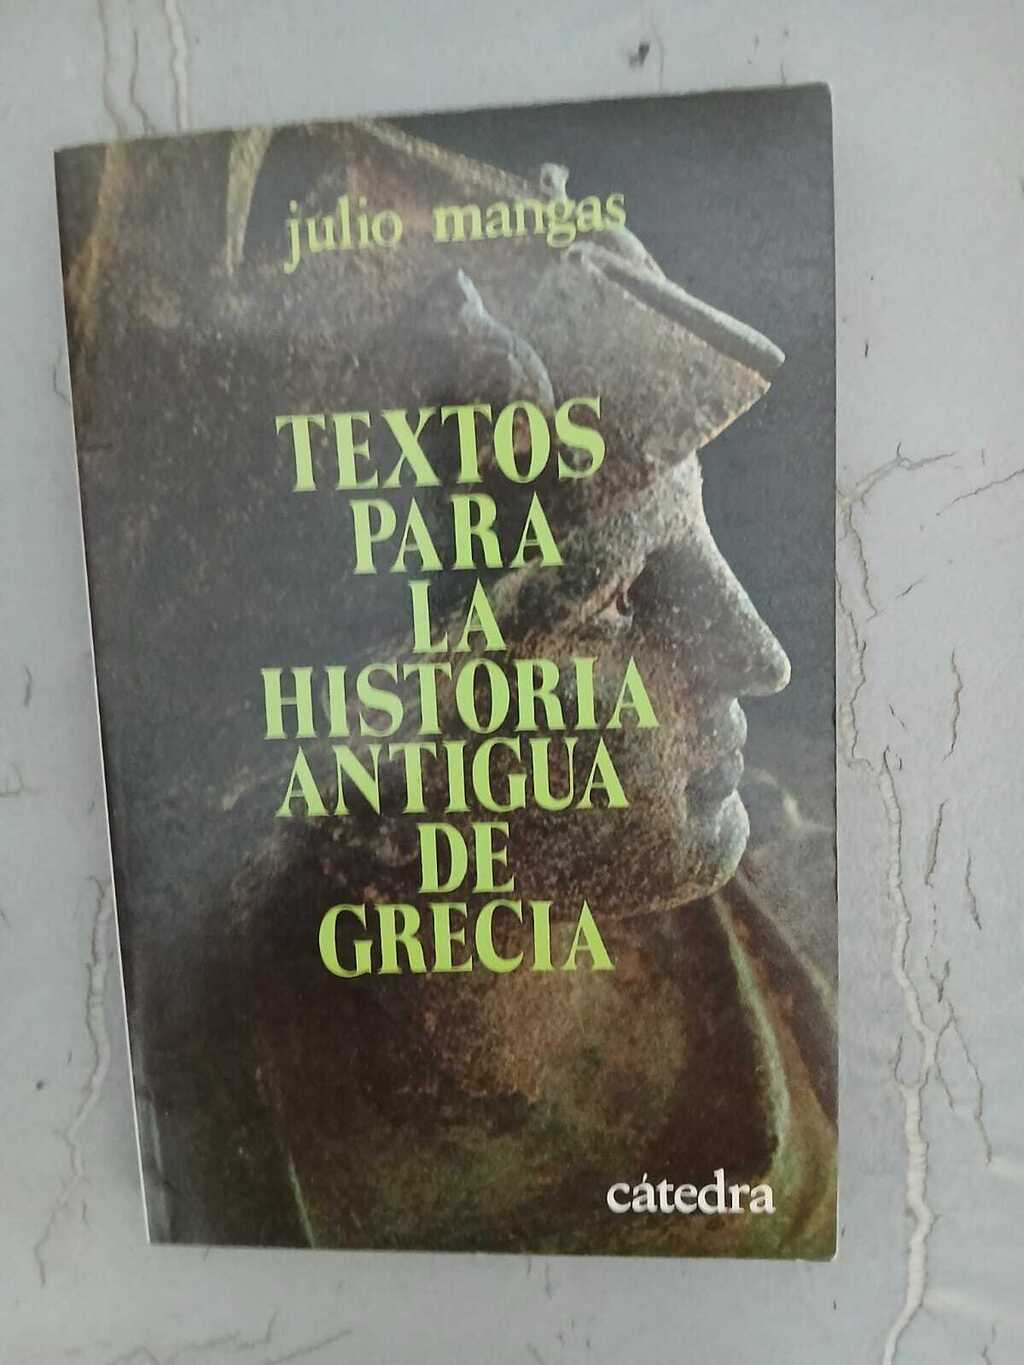 julio mangas
TEXTOS
PARA
LA
HISTORIA
ANTIGUA
DE
GRECIA
cátedra